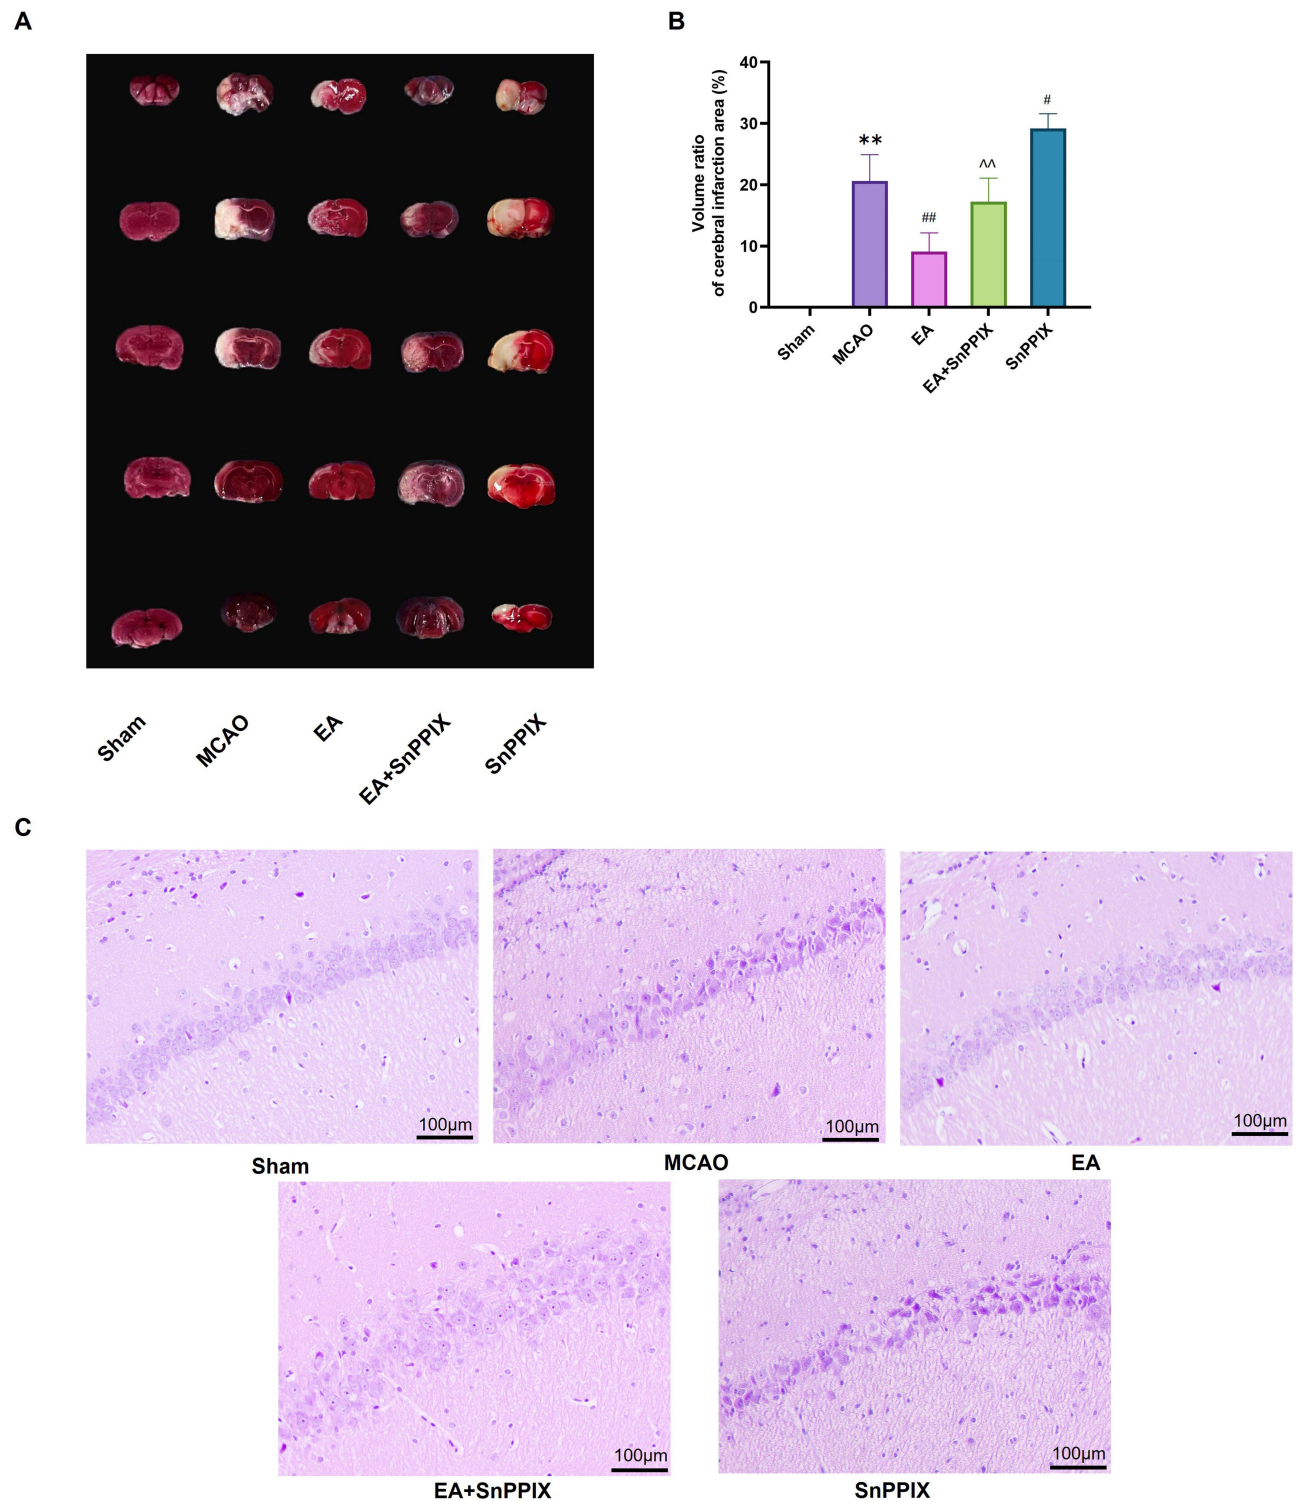 A
Sham
MCAO
EA
EA+SnPPIX
SnPPIX
B
Volume ratio
of cerebral infarction area (%)
40
30
20
10
0
**
##
^^
#
Sham
MCAO
EA
EA+SnPPIX
SnPPIX
C
100μm
100μm
100μm
Sham
MCAO
EA
100μm
100μm
EA+SnPPIX
SnPPIX